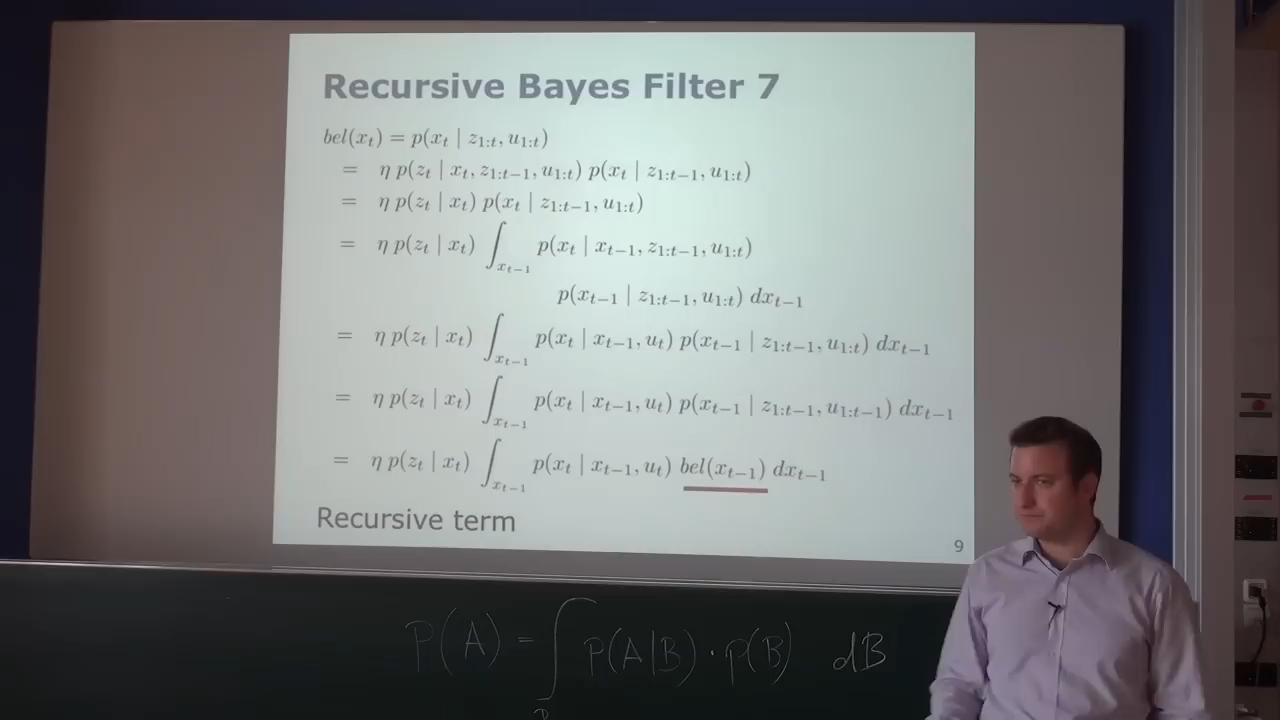 Recursive Bayes Filter 7
bel(x_t) = p(x_t | z_{1:t}, u_{1:t})
= η p(z_t | x_t, z_{1:t−1}, u_{1:t}) p(x_t | z_{1:t−1}, u_{1:t})
= η p(z_t | x_t) p(x_t | z_{1:t−1}, u_{1:t})
= η p(z_t | x_t) ∫_{x_{t−1}} p(x_t | x_{t−1}, z_{1:t−1}, u_{1:t})
p(x_{t−1} | z_{1:t−1}, u_{1:t}) dx_{t−1}
= η p(z_t | x_t) ∫_{x_{t−1}} p(x_t | x_{t−1}, u_t) p(x_{t−1} | z_{1:t−1}, u_{1:t}) dx_{t−1}
= η p(z_t | x_t) ∫_{x_{t−1}} p(x_t | x_{t−1}, u_t) p(x_{t−1} | z_{1:t−1}, u_{1:t−1}) dx_{t−1}
= η p(z_t | x_t) ∫_{x_{t−1}} p(x_t | x_{t−1}, u_t) bel(x_{t−1}) dx_{t−1}
Recursive term
9
P(A) = ∫ p(A|B) · p(B) dB